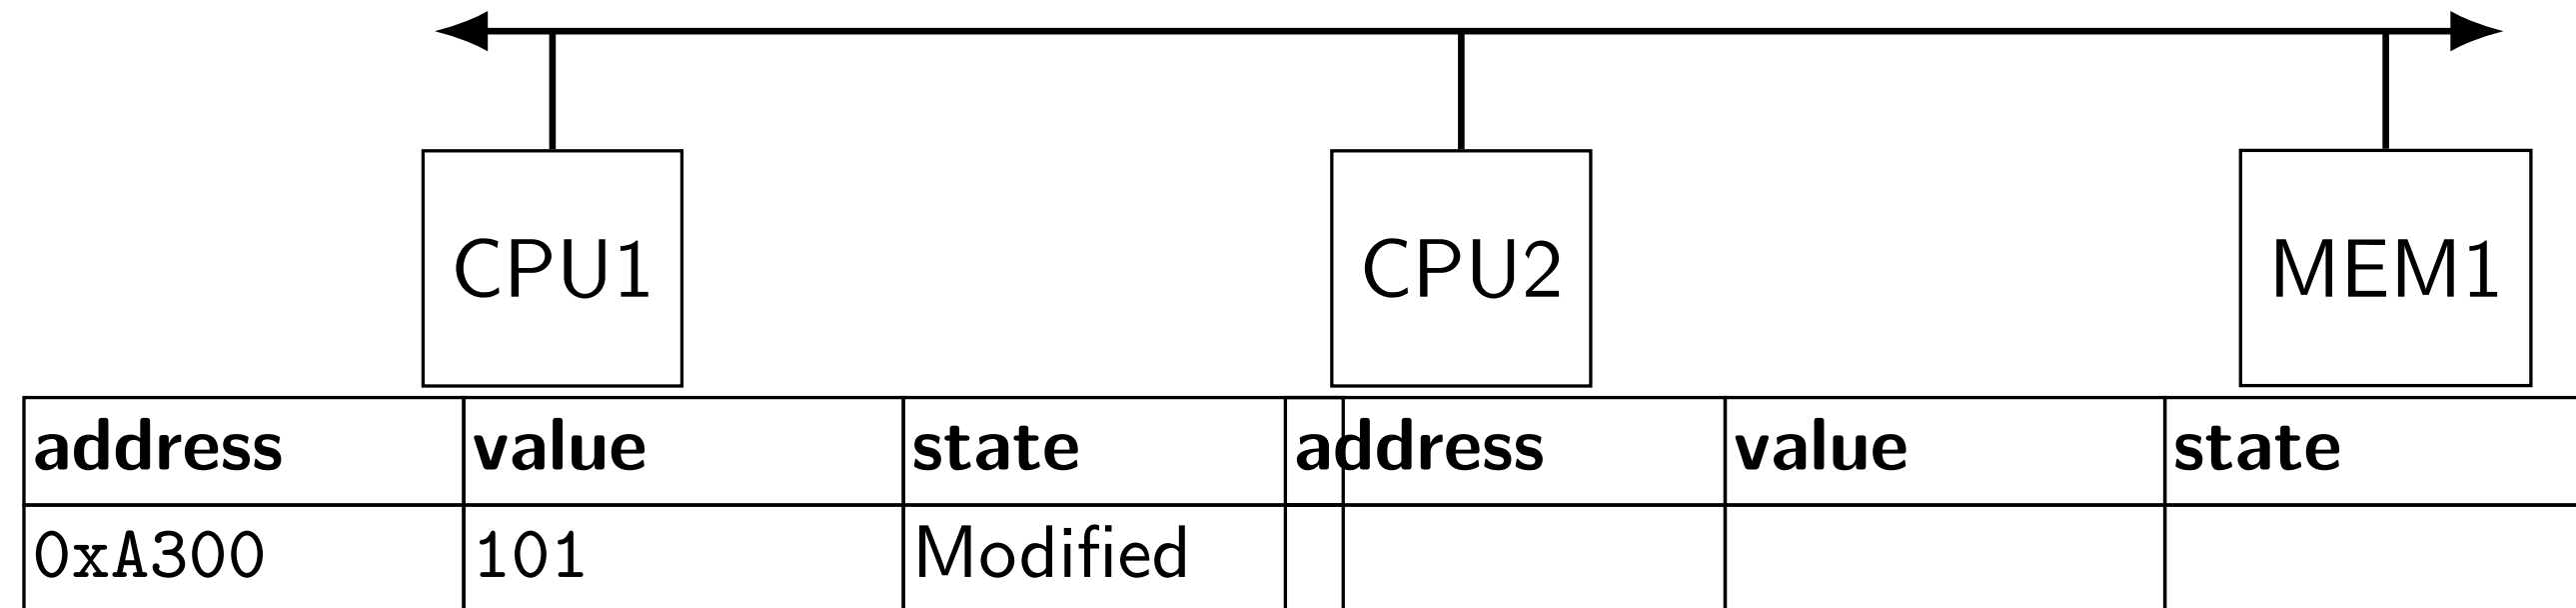 CPU1 CPU2 MEM1
address value state address value state
0xA300 101 Modified